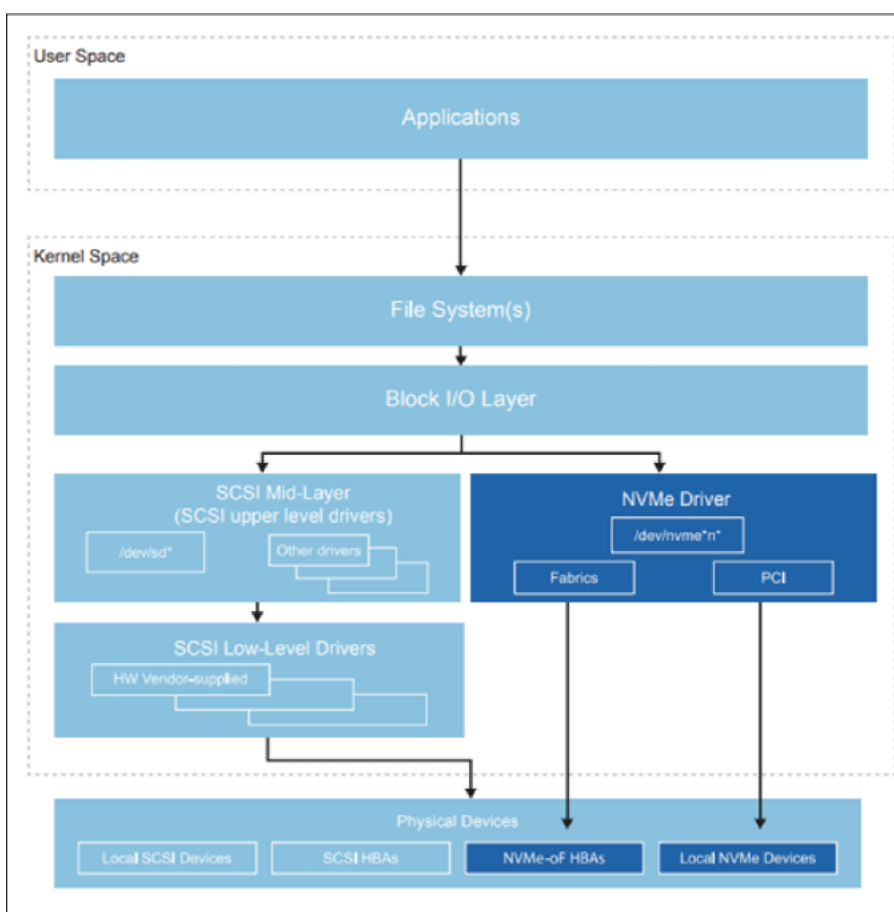 User Space
Applications
Kernel Space
File System(s)
Block I/O Layer
SCSI Mid-Layer
(SCSI upper level drivers)
/dev/sd*
Other drivers
NVMe Driver
/dev/nvme*n*
Fabrics
PCI
SCSI Low-Level Drivers
HW Vendor-supplied
Physical Devices
Local SCSI Devices
SCSI HBAs
NVMe-oF HBAs
Local NVMe Devices